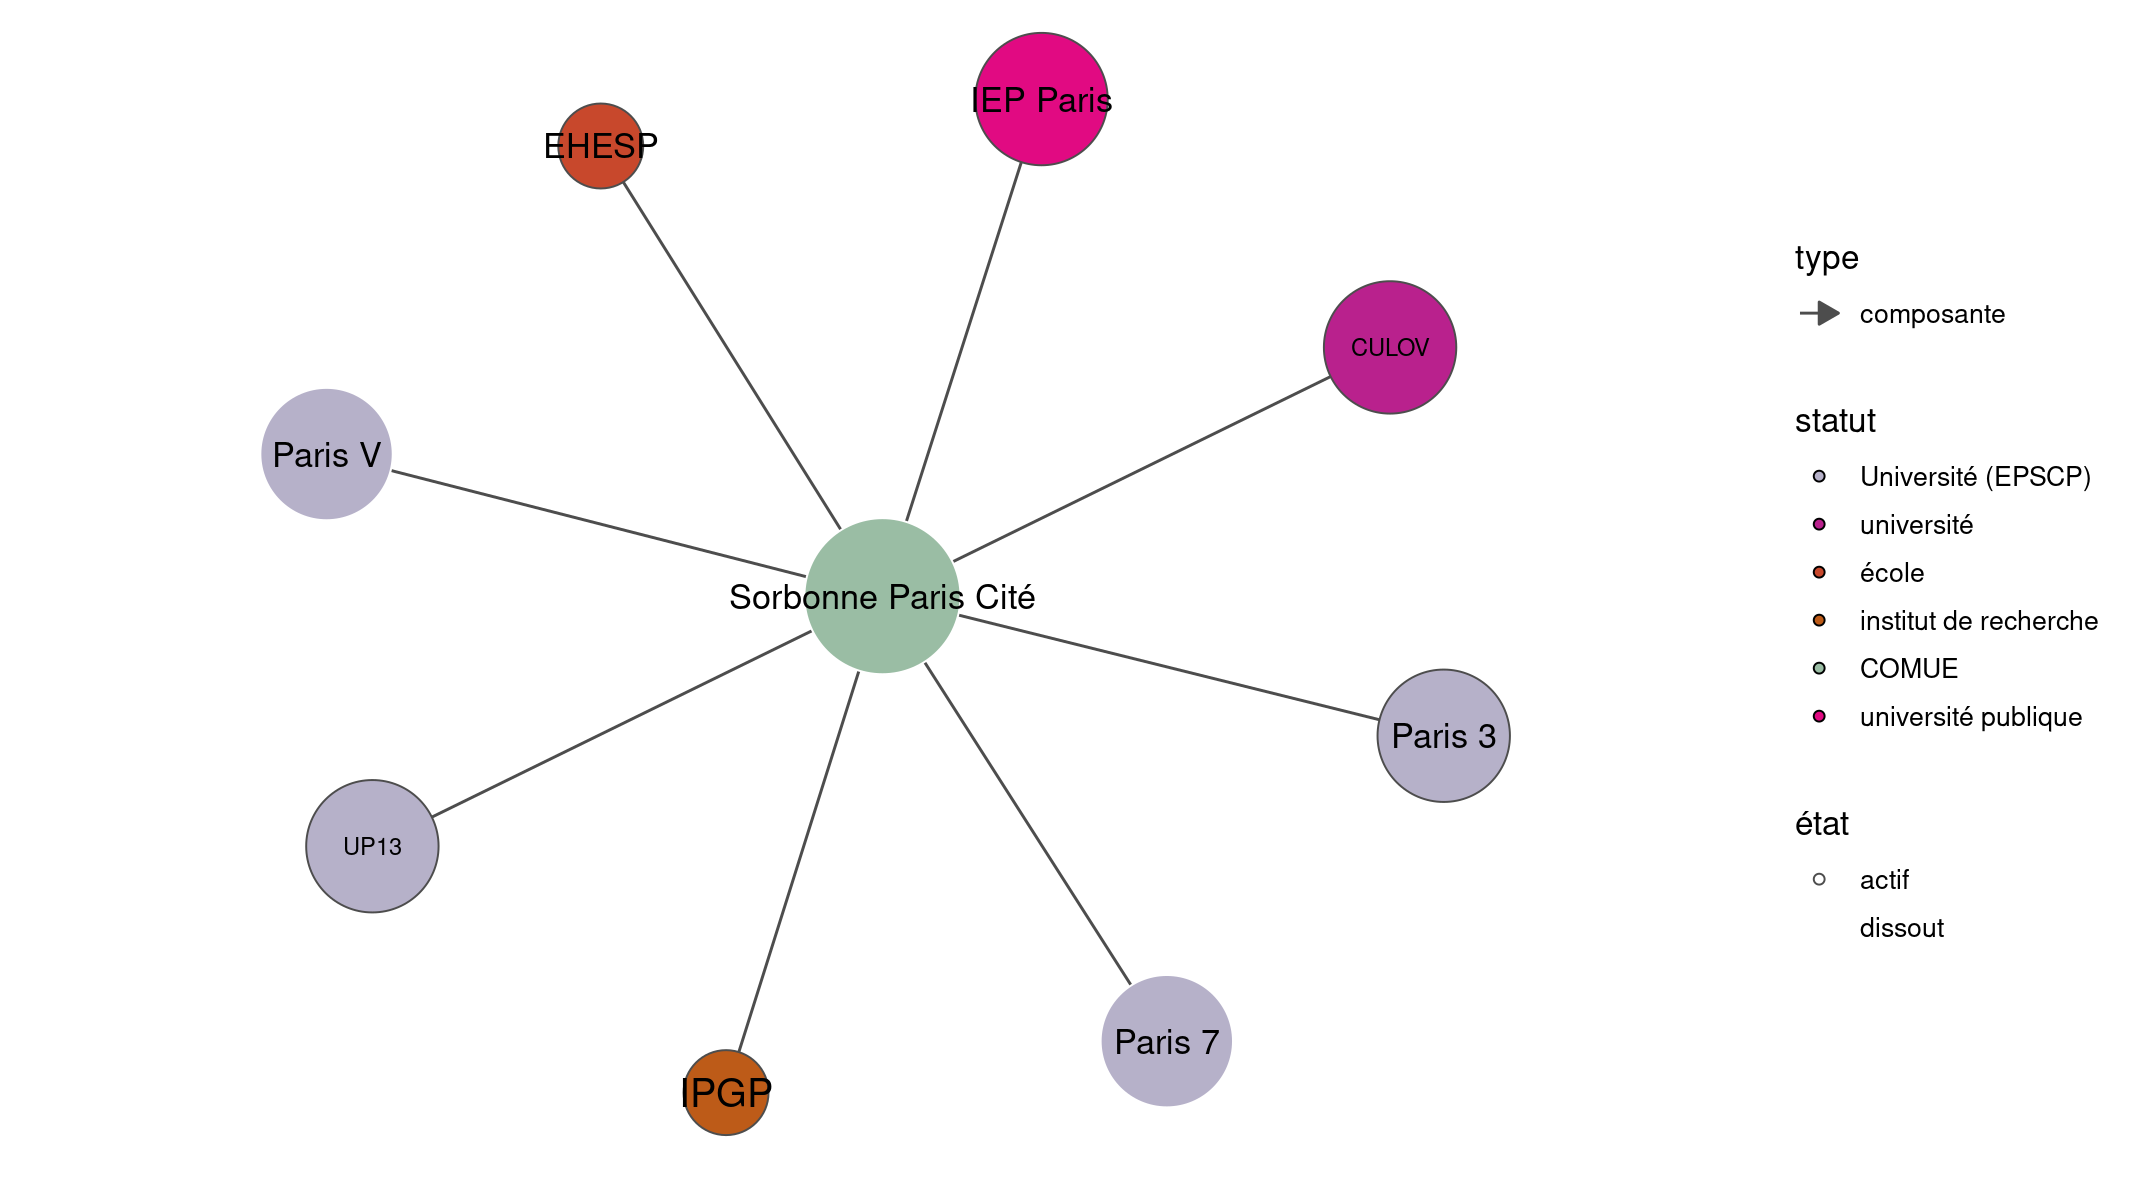 IEP Paris
EHESP
CULOV
Paris V
Sorbonne Paris Cité
Paris 3
UP13
Paris 7
IPGP
type
composante
statut
Université (EPSCP)
université
école
institut de recherche
COMUE
université publique
état
actif
dissout